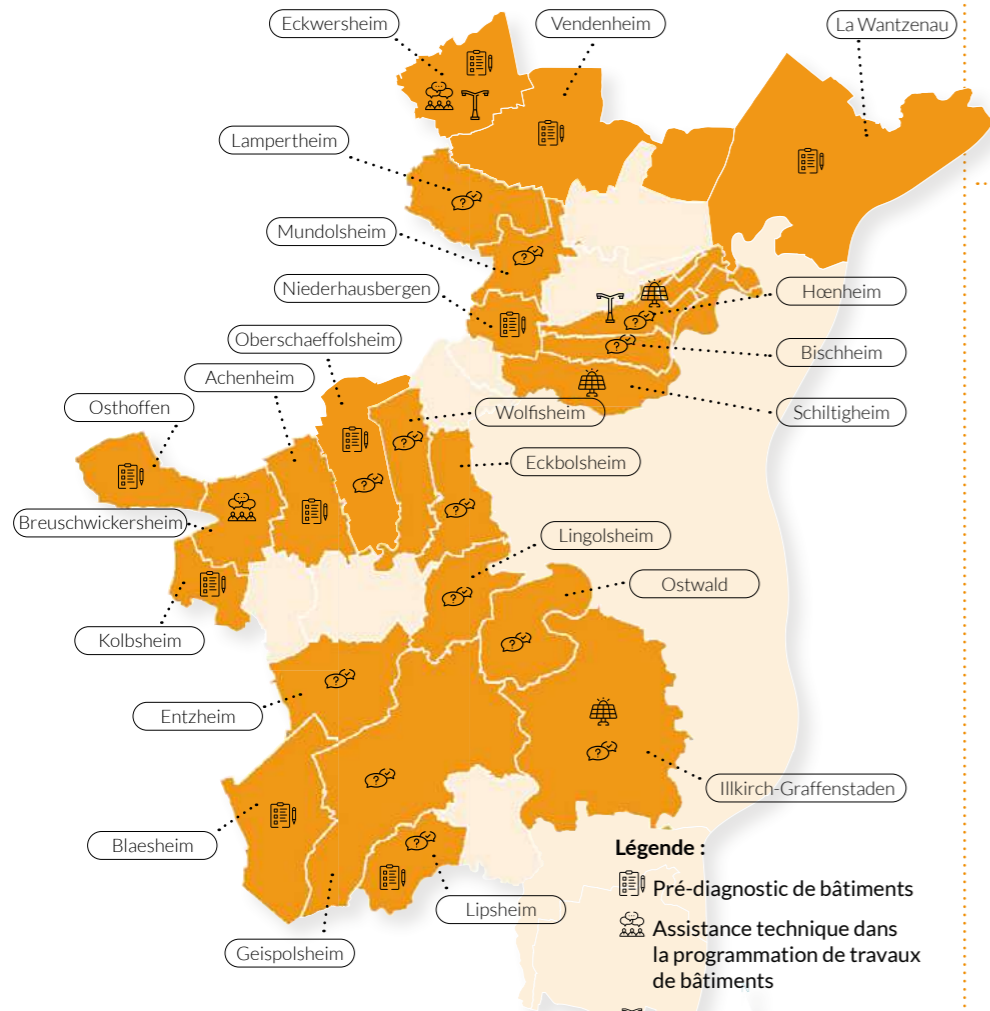 Eckwersheim
Vendenheim
La Wantzenau
Lampertheim
Mundolsheim
Niederhausbergen
Hœnheim
Oberschaeffolsheim
Bischheim
Achenheim
Osthoffen
Wolfisheim
Schiltigheim
Eckbolsheim
Breuschwickersheim
Lingolsheim
Ostwald
Kolbsheim
Entzheim
Illkirch-Graffenstaden
Blaesheim
Lipsheim
Geispolsheim
Légende :
Pré-diagnostic de bâtiments
Assistance technique dans
la programmation de travaux
de bâtiments